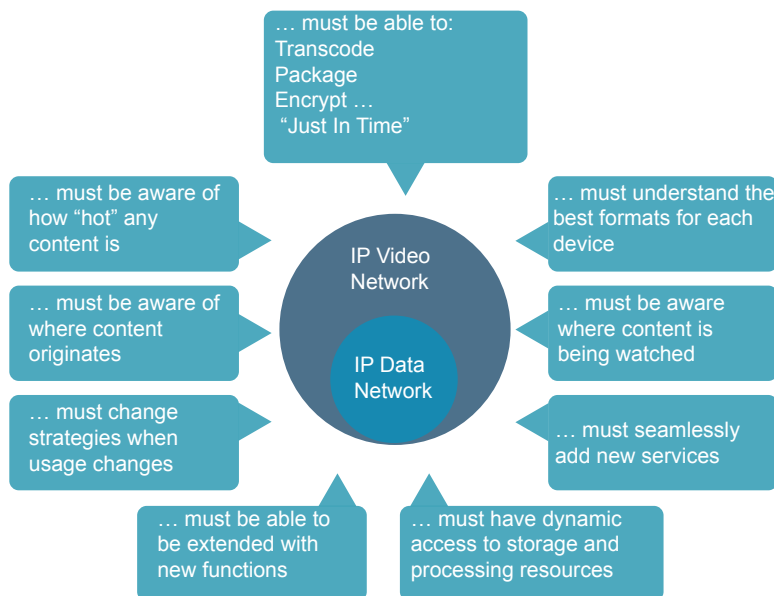 … must be able to:
Transcode
Package
Encrypt …
“Just In Time”
… must be aware of
how “hot” any
content is
… must understand the
best formats for each
device
IP Video
Network
… must be aware of
where content
originates
… must be aware
where content is
being watched
IP Data
Network
… must change
strategies when
usage changes
… must seamlessly
add new services
… must be able to
be extended with
new functions
… must have dynamic
access to storage and
processing resources